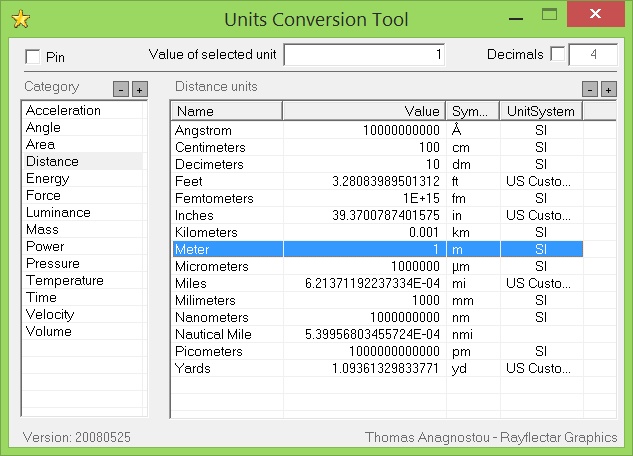 Units Conversion Tool
Pin Value of selected unit 1 Decimals 4
Category - + Distance units - +
Acceleration
Angle
Area
Distance
Energy
Force
Luminance
Mass
Power
Pressure
Temperature
Time
Velocity
Volume
Name Value Sym... UnitSystem
Angstrom 10000000000 Å SI
Centimeters 100 cm SI
Decimeters 10 dm SI
Feet 3.28083989501312 ft US Custo...
Femtometers 1E+15 fm SI
Inches 39.3700787401575 in US Custo...
Kilometers 0.001 km SI
Meter 1 m SI
Micrometers 1000000 µm SI
Miles 6.21371192237334E-04 mi US Custo...
Milimeters 1000 mm SI
Nanometers 1000000000 nm SI
Nautical Mile 5.39956803455724E-04 nmi
Picometers 1000000000000 pm SI
Yards 1.09361329833771 yd US Custo...
Version: 20080525 Thomas Anagnostou - Rayflectar Graphics